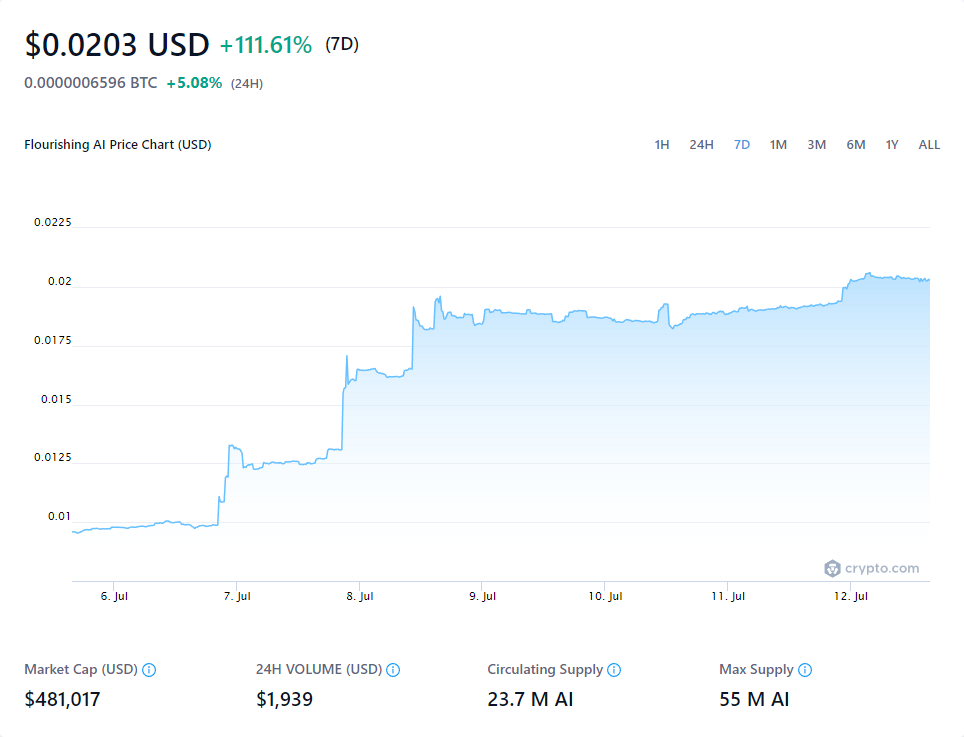 $0.0203 USD +111.61% (7D)
0.0000006596 BTC +5.08% (24H)
Flourishing AI Price Chart (USD) 1H 24H 7D 1M 3M 6M 1Y ALL
0.0225
0.02
0.0175
0.015
0.0125
0.01
crypto.com
6. Jul 7. Jul 8. Jul 9. Jul 10. Jul 11. Jul 12. Jul
Market Cap (USD) 24H VOLUME (USD) Circulating Supply Max Supply
$481,017 $1,939 23.7 M AI 55 M AI